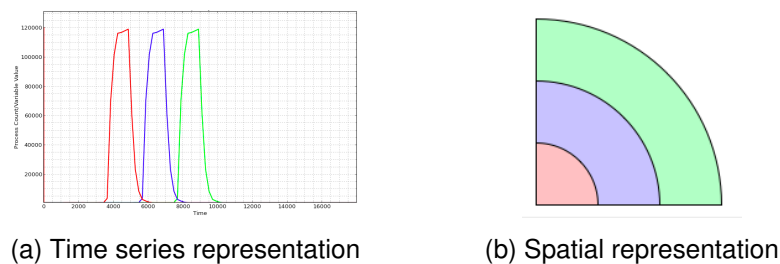 120000
100000
80000
60000
40000
20000
Process Count/Variable Value
0 2000 4000 6000 8000 10000 12000 14000 16000
Time
(a) Time series representation
(b) Spatial representation